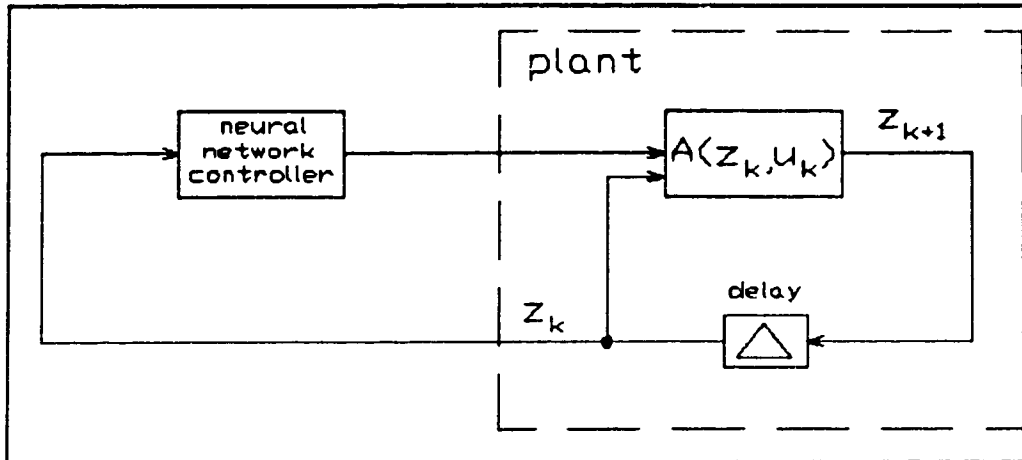 plant
neural
network
controller
A(z_k,u_k)
z_{k+1}
delay
z_k